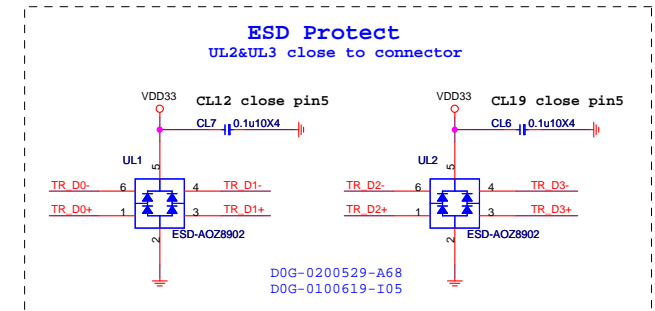 ESD Protect
UL2&UL3 close to connector
VDD33
CL12 close pin5
CL7 0.1u10X4
UL1
5
TR_D0- 6 4 TR_D1-
TR_D0+ 1 3 TR_D1+
2
ESD-AOZ8902
VDD33
CL19 close pin5
CL6 0.1u10X4
UL2
5
TR_D2- 6 4 TR_D3-
TR_D2+ 1 3 TR_D3+
2
ESD-AOZ8902
D0G-0200529-A68
D0G-0100619-I05